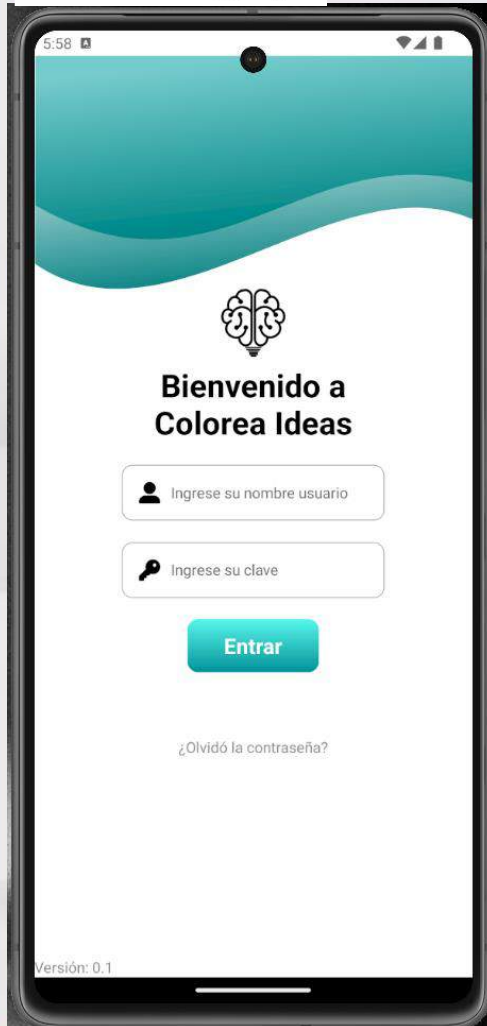 5:58
Bienvenido a
Colorea Ideas
Ingrese su nombre usuario
Ingrese su clave
Entrar
¿Olvidó la contraseña?
Versión: 0.1